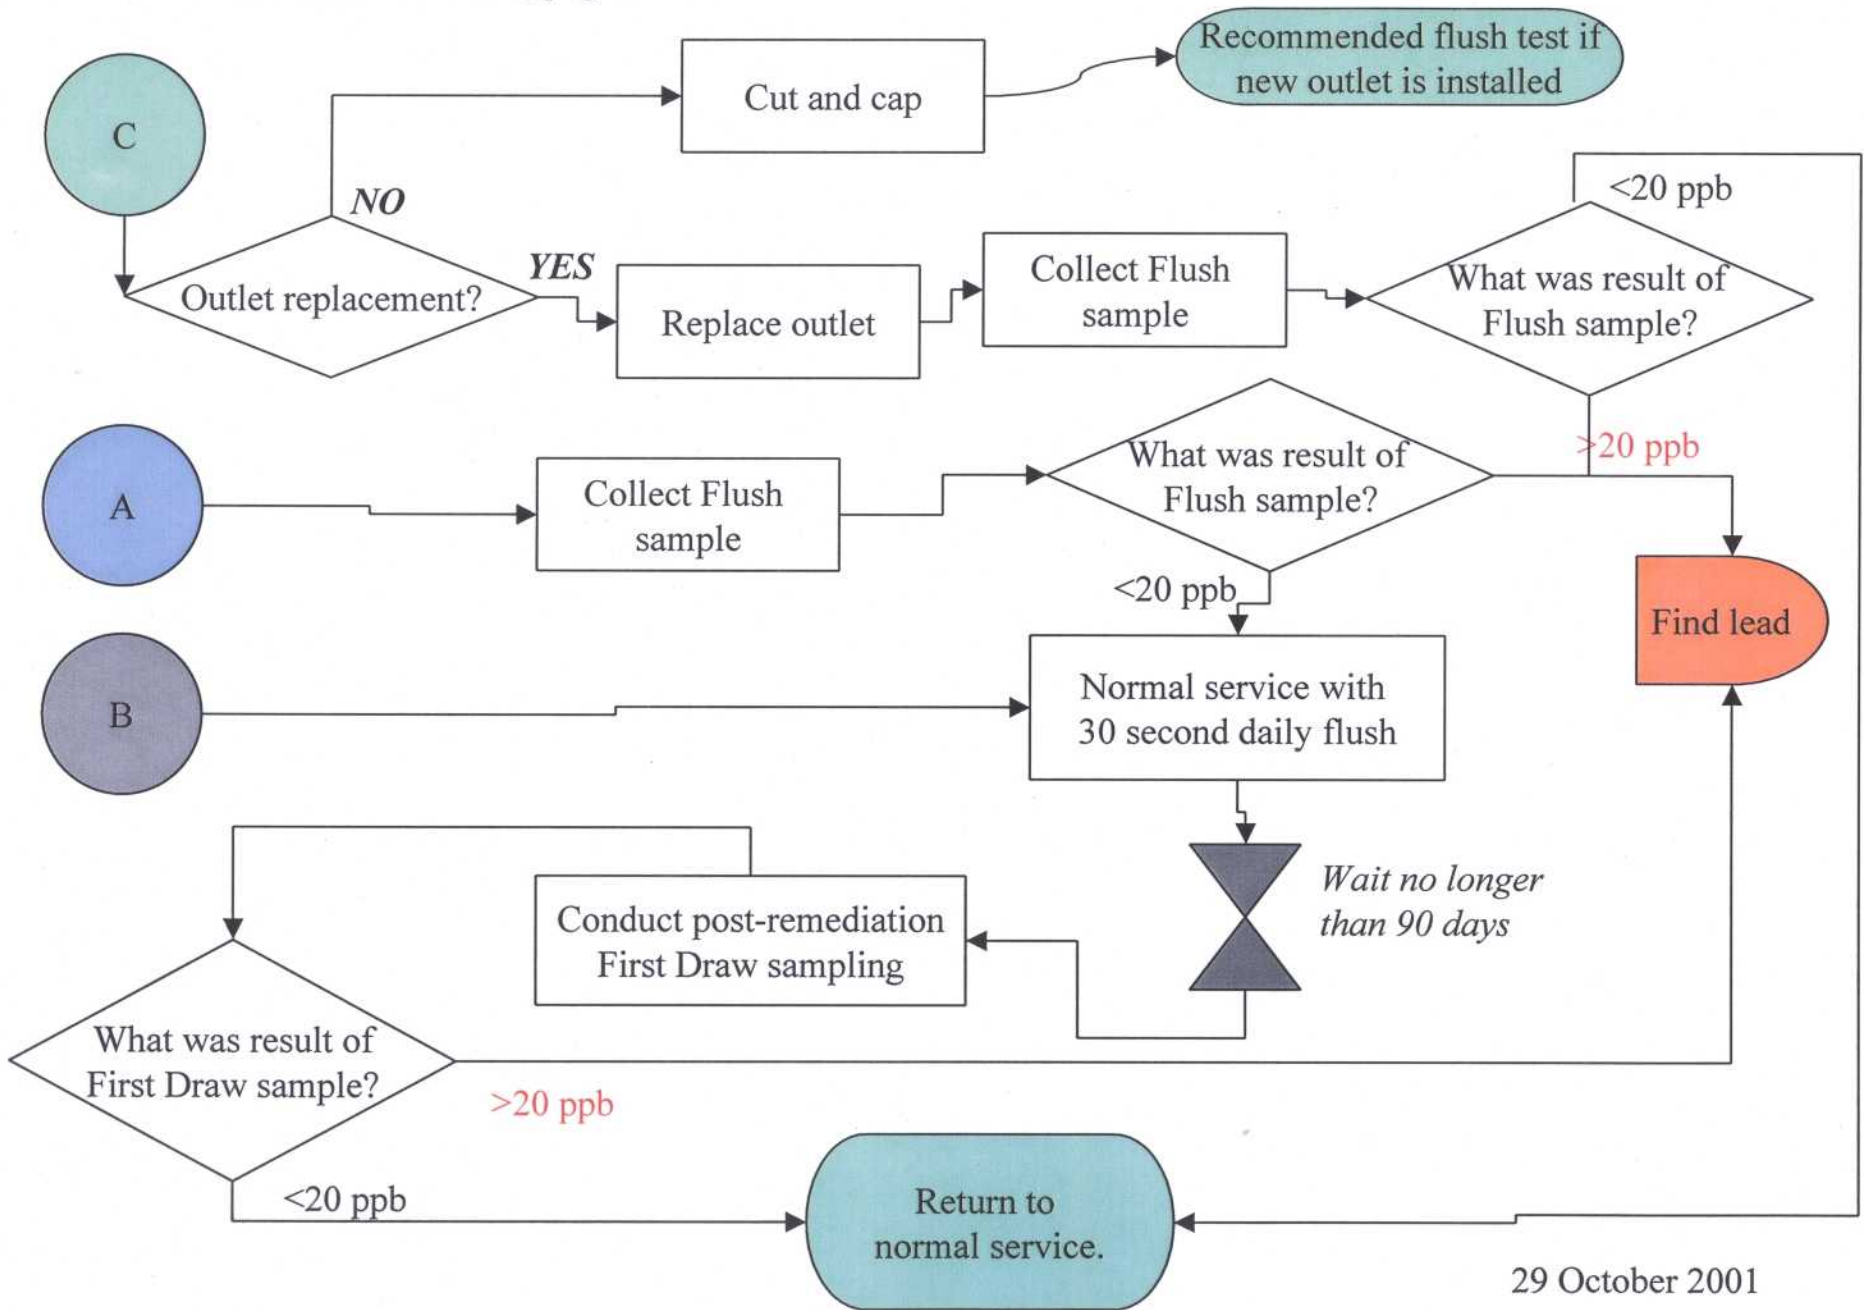 Recommended flush test if
new outlet is installed
Cut and cap
C
NO
<20 ppb
YES
Outlet replacement?
Replace outlet
Collect Flush
sample
What was result of
Flush sample?
>20 ppb
A
Collect Flush
sample
What was result of
Flush sample?
<20 ppb
Find lead
B
Normal service with
30 second daily flush
Wait no longer
than 90 days
Conduct post-remediation
First Draw sampling
What was result of
First Draw sample?
>20 ppb
<20 ppb
Return to
normal service.
29 October 2001